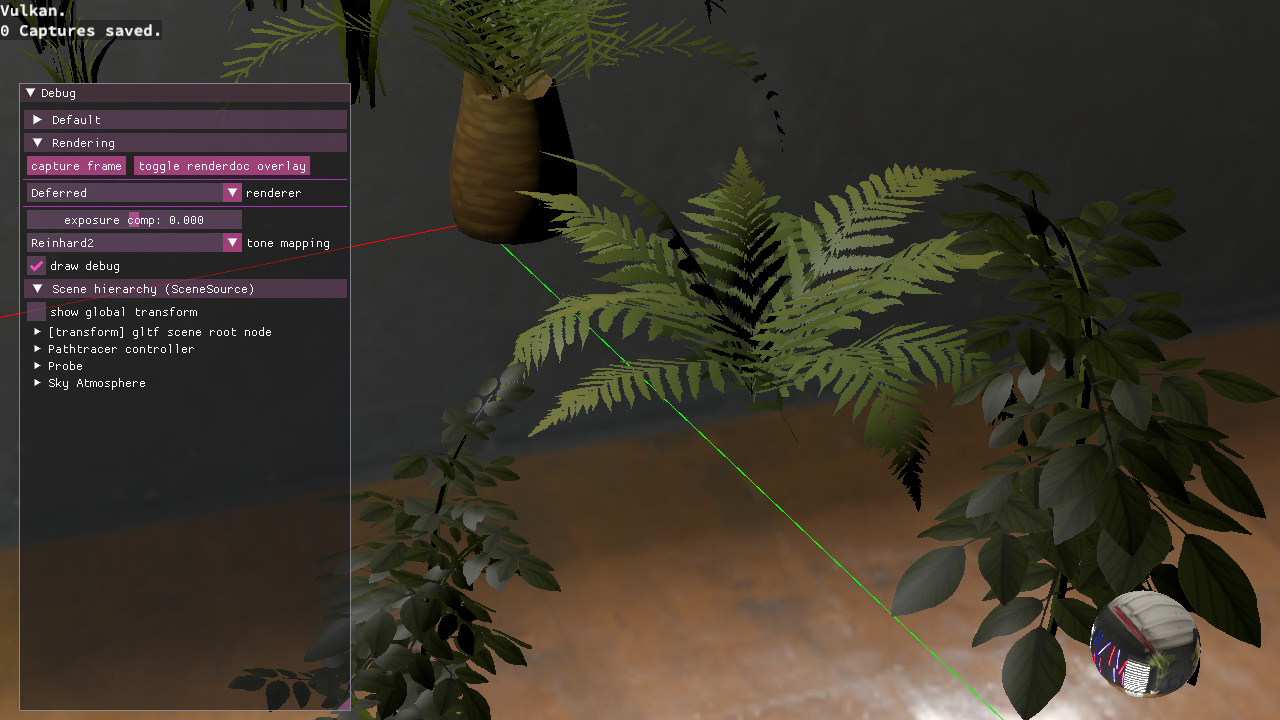 Vulkan.
0 Captures saved.
Debug
Default
Rendering
capture frame toggle renderdoc overlay
Deferred renderer
exposure comp: 0.000
Reinhard2 tone mapping
draw debug
Scene hierarchy (SceneSource)
show global transform
[transform] gltf scene root node
Pathtracer controller
Probe
Sky Atmosphere